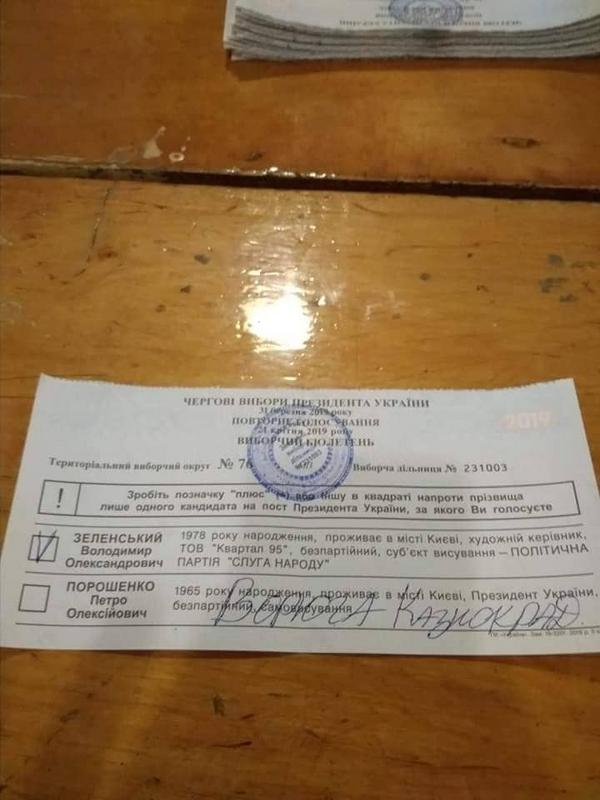 ЧЕРГОВІ ВИБОРИ ПРЕЗИДЕНТА УКРАЇНИ
31 березня 2019 року
ПОВТОРНЕ ГОЛОСУВАННЯ
21 квітня 2019 року
ВИБОРЧИЙ БЮЛЕТЕНЬ
2019
Територіальний виборчий округ № 76
Виборча дільниця № 231003
! Зробіть позначку "плюс" (+) або іншу в квадраті напроти прізвища
лише одного кандидата на пост Президента України, за якого Ви голосуєте
ЗЕЛЕНСЬКИЙ
Володимир
Олександрович
1978 року народження, проживає в місті Києві, художній керівник,
ТОВ "Квартал 95", безпартійний, суб'єкт висування – ПОЛІТИЧНА
ПАРТІЯ "СЛУГА НАРОДУ"
ПОРОШЕНКО
Петро
Олексійович
1965 року народження, проживає в місті Києві, Президент України,
безпартійний, самовисування
КАЗНОКРАД